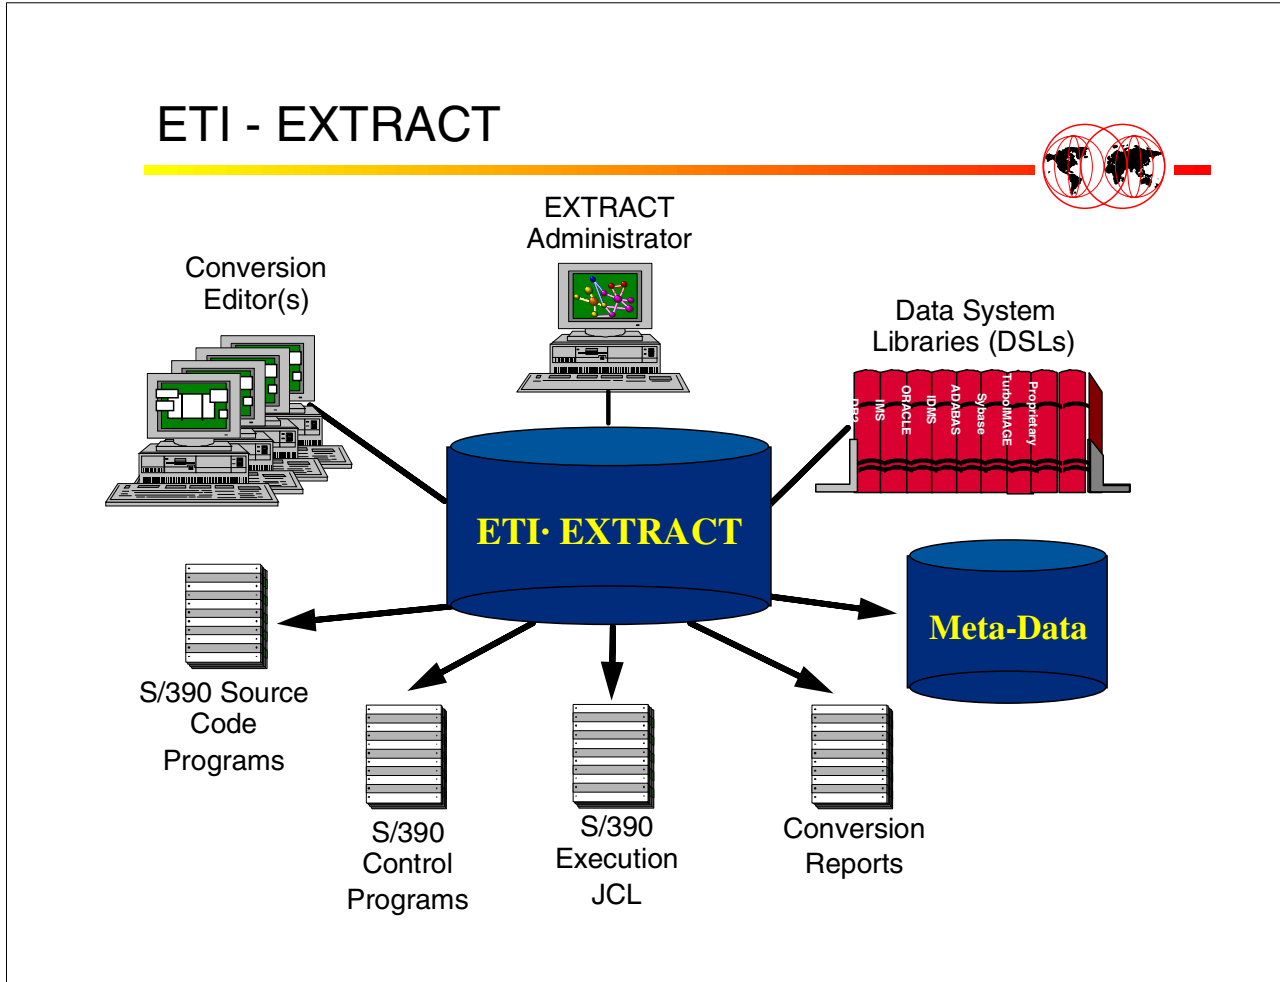 ETI - EXTRACT
EXTRACT
Administrator
Conversion
Editor(s)
Data System
Libraries (DSLs)
DB2
IMS
ORACLE
IDMS
ADABAS
Sybase
TurboIMAGE
Proprietary
ETI· EXTRACT
Meta-Data
S/390 Source
Code
Programs
S/390
Control
Programs
S/390
Execution
JCL
Conversion
Reports